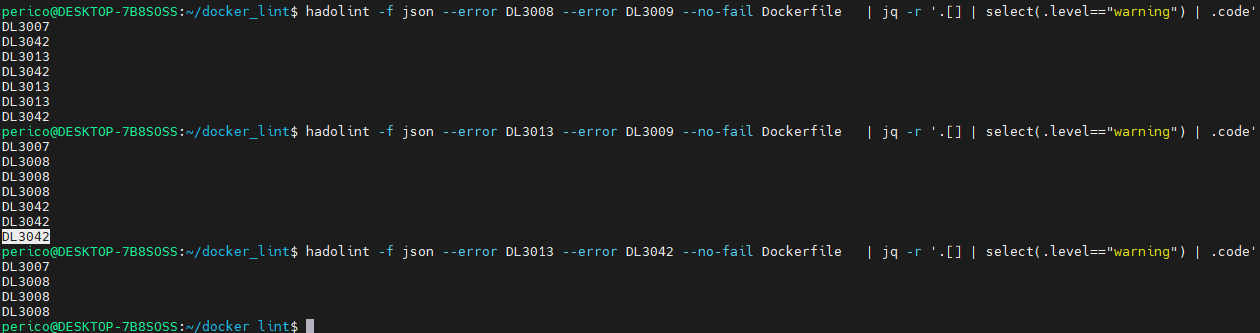 perico@DESKTOP-7B8SOSS:~/docker_lint$ hadolint -f json --error DL3008 --error DL3009 --no-fail Dockerfile   | jq -r '.[] | select(.level=="warning") | .code'
DL3007
DL3042
DL3013
DL3042
DL3013
DL3013
DL3042
perico@DESKTOP-7B8SOSS:~/docker_lint$ hadolint -f json --error DL3013 --error DL3009 --no-fail Dockerfile   | jq -r '.[] | select(.level=="warning") | .code'
DL3007
DL3008
DL3008
DL3008
DL3042
DL3042
DL3042
perico@DESKTOP-7B8SOSS:~/docker_lint$ hadolint -f json --error DL3013 --error DL3042 --no-fail Dockerfile   | jq -r '.[] | select(.level=="warning") | .code'
DL3007
DL3008
DL3008
DL3008
perico@DESKTOP-7B8SOSS:~/docker_lint$